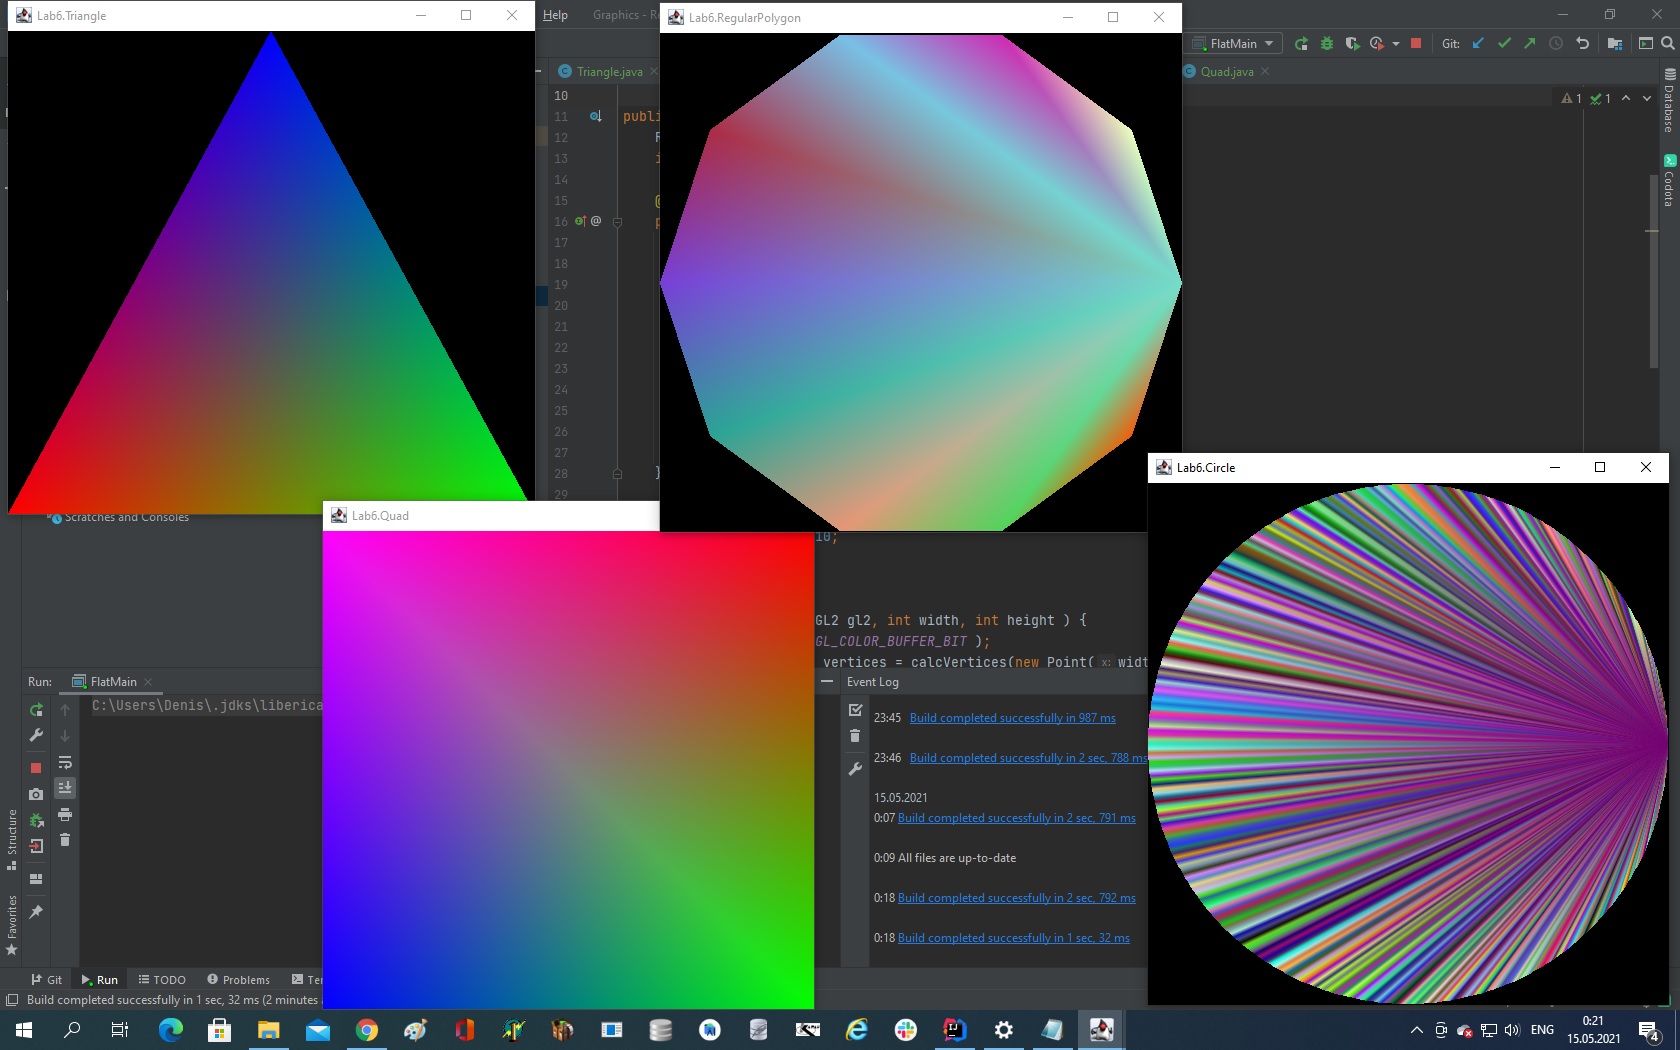 Lab6.Triangle
Help
Graphics - R
Lab6.RegularPolygon
FlatMain
Git:
Triangle.java
Quad.java
10
11 publi
12
13 i
14
15
16 @ p
17
18
19
20
21
22
23
24
25
26
27
28 }
29
1
1
Database
Codota
Scratches and Consoles
Lab6.Quad
Lab6.Circle
10;
GL2 gl2, int width, int height ) {
GL_COLOR_BUFFER_BIT );
vertices = calcVertices(new Point( x: widt
Run: FlatMain
Event Log
C:\Users\Denis\.jdks\liberica
23:45 Build completed successfully in 987 ms
23:46 Build completed successfully in 2 sec, 788 ms
15.05.2021
0:07 Build completed successfully in 2 sec, 791 ms
0:09 All files are up-to-date
0:18 Build completed successfully in 2 sec, 792 ms
0:18 Build completed successfully in 1 sec, 32 ms
Structure
Favorites
Git
Run
TODO
Problems
Ter
Build completed successfully in 1 sec, 32 ms (2 minutes
ENG
0:21
15.05.2021
4